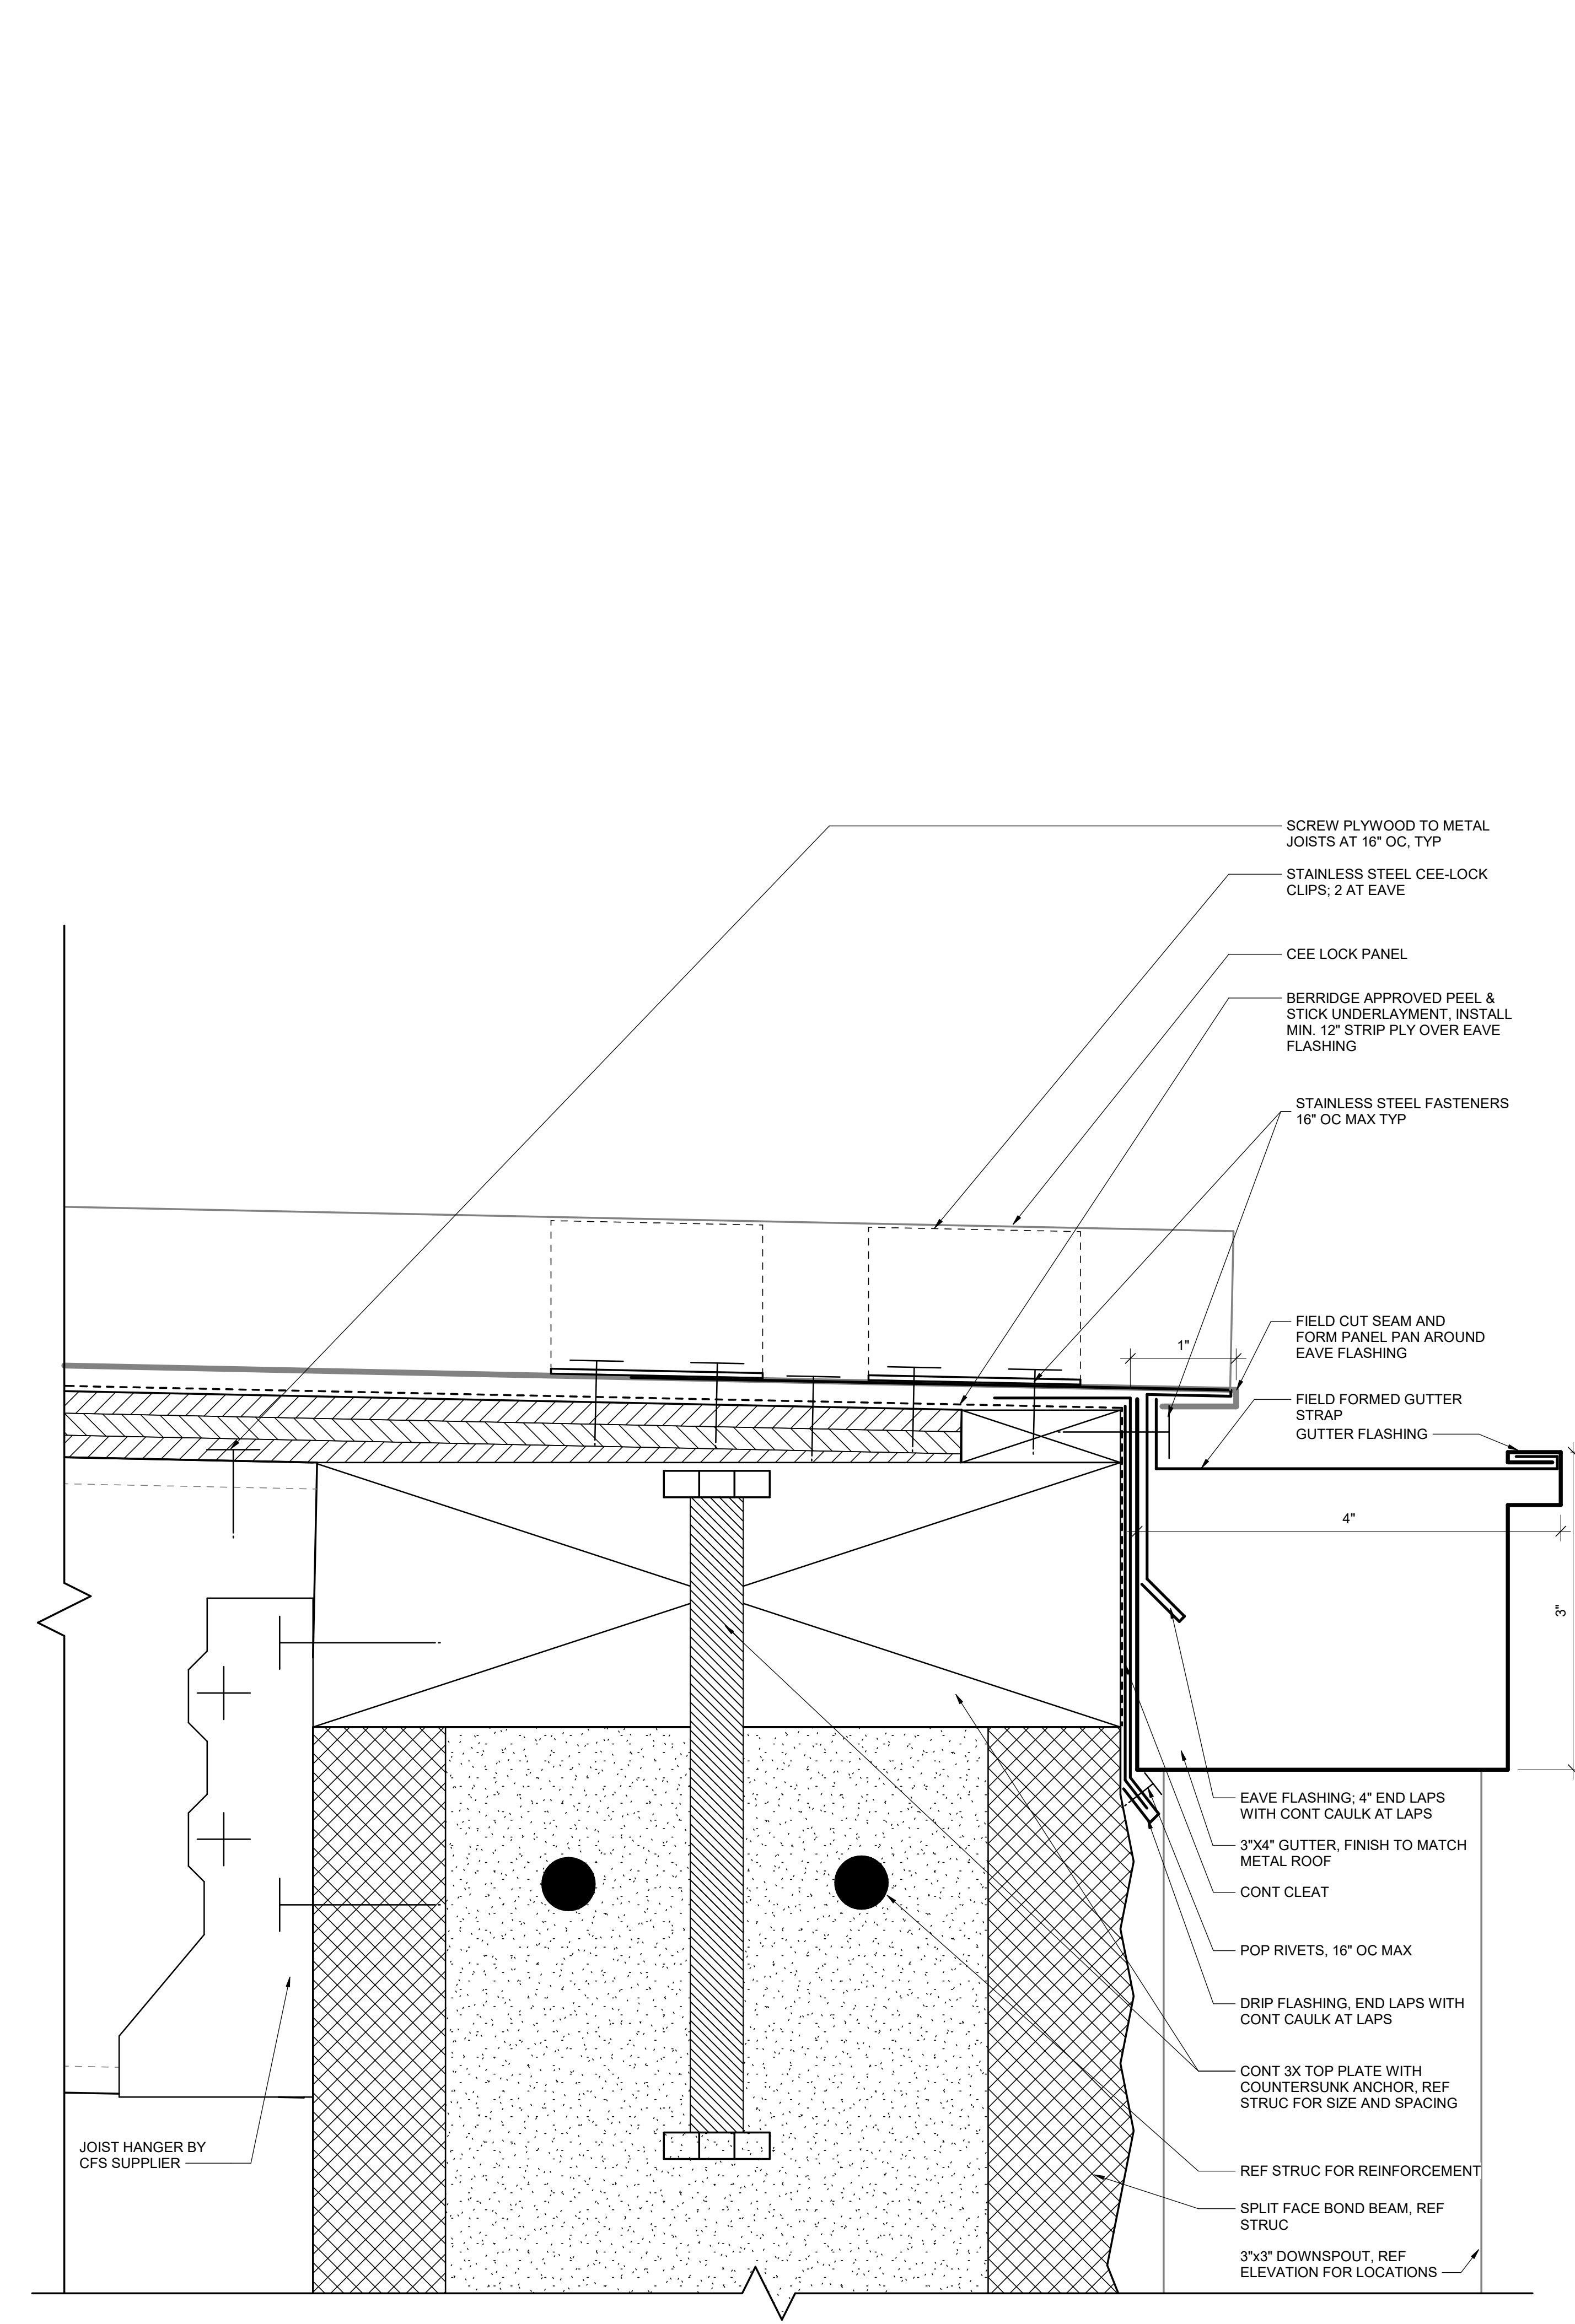 SCREW PLYWOOD TO METAL
JOISTS AT 16" OC, TYP
STAINLESS STEEL CEE-LOCK
CLIPS; 2 AT EAVE
CEE LOCK PANEL
BERRIDGE APPROVED PEEL &
STICK UNDERLAYMENT, INSTALL
MIN. 12" STRIP PLY OVER EAVE
FLASHING
STAINLESS STEEL FASTENERS
16" OC MAX TYP
FIELD CUT SEAM AND
FORM PANEL PAN AROUND
EAVE FLASHING
1"
FIELD FORMED GUTTER
STRAP
GUTTER FLASHING
4"
3"
EAVE FLASHING; 4" END LAPS
WITH CONT CAULK AT LAPS
3"X4" GUTTER, FINISH TO MATCH
METAL ROOF
CONT CLEAT
POP RIVETS, 16" OC MAX
DRIP FLASHING, END LAPS WITH
CONT CAULK AT LAPS
CONT 3X TOP PLATE WITH
COUNTERSUNK ANCHOR, REF
STRUC FOR SIZE AND SPACING
JOIST HANGER BY
CFS SUPPLIER
REF STRUC FOR REINFORCEMENT
SPLIT FACE BOND BEAM, REF
STRUC
3"x3" DOWNSPOUT, REF
ELEVATION FOR LOCATIONS